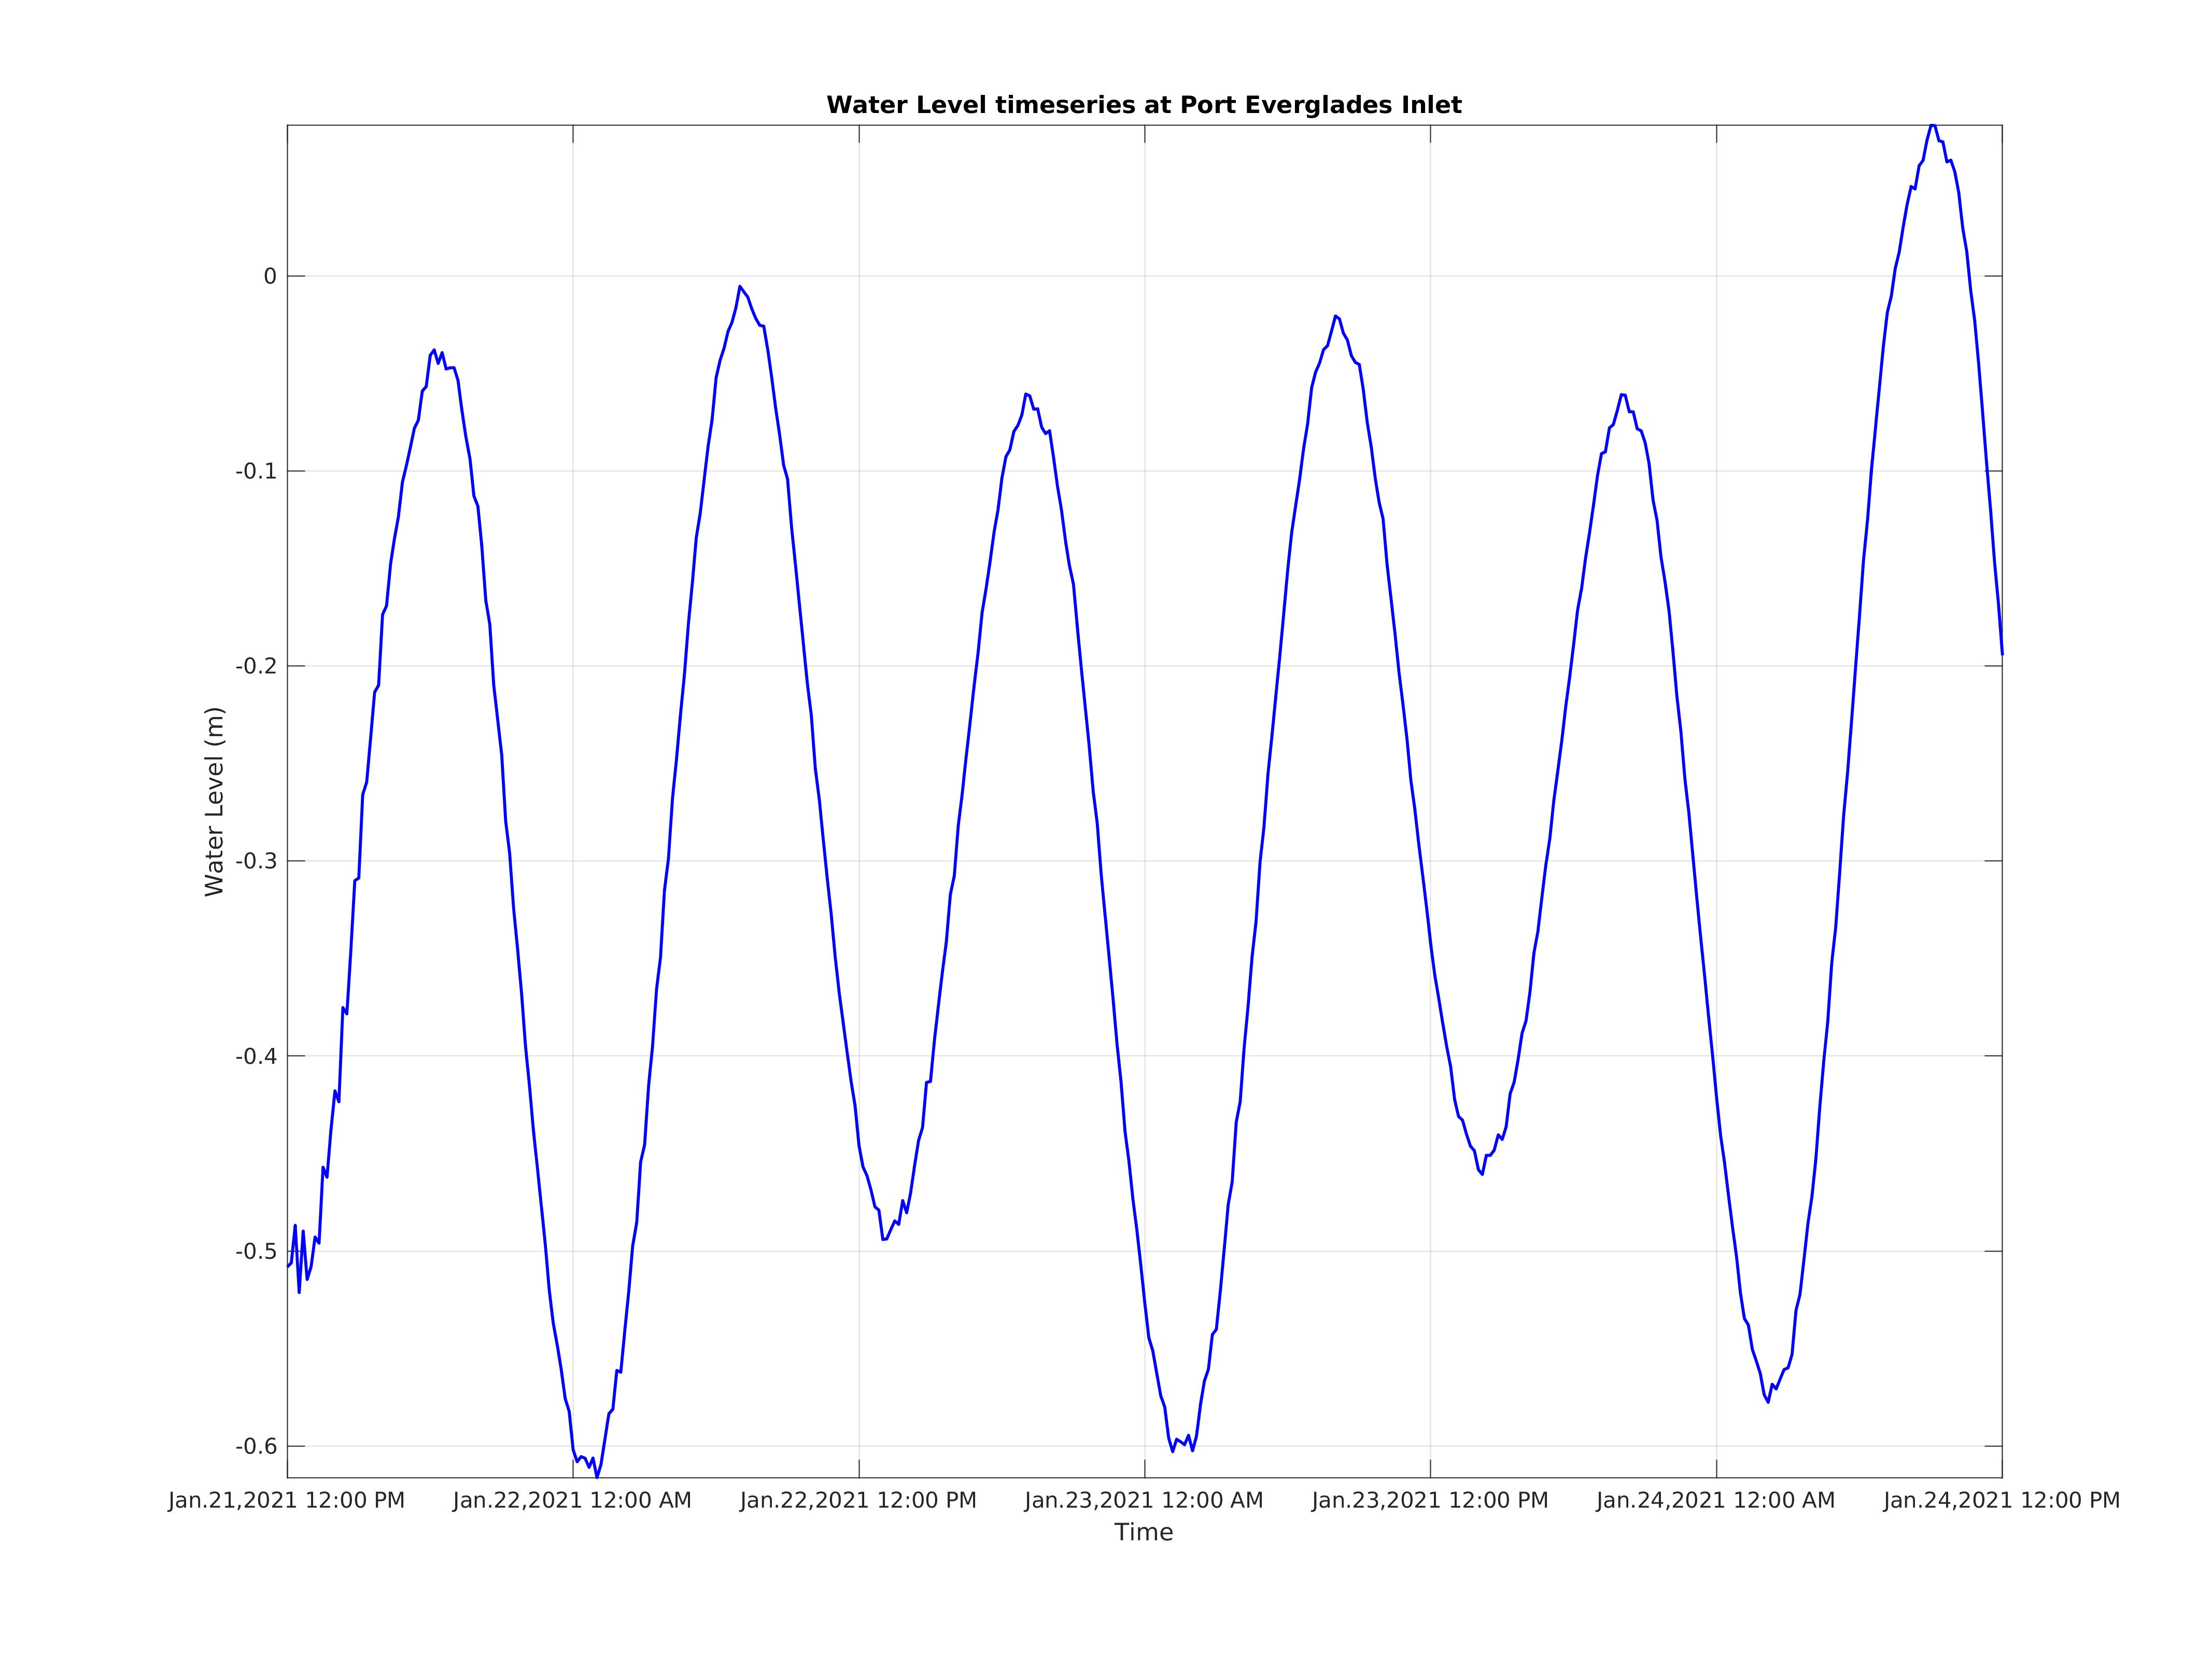 Water Level timeseries at Port Everglades Inlet
0
-0.1
-0.2
-0.3
-0.4
-0.5
-0.6
Water Level (m)
Jan.21,2021 12:00 PM Jan.22,2021 12:00 AM Jan.22,2021 12:00 PM Jan.23,2021 12:00 AM Jan.23,2021 12:00 PM Jan.24,2021 12:00 AM Jan.24,2021 12:00 PM
Time